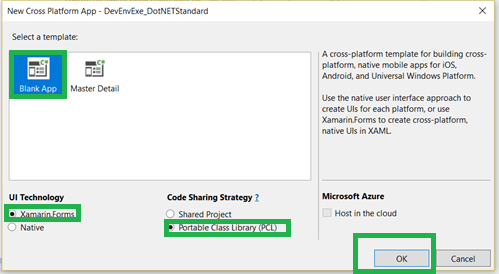 New Cross Platform App - DevEnvExe_DotNETStandard
Select a template:
Blank App
Master Detail
A cross-platform template for building cross-
platform, native mobile apps for iOS,
Android, and Universal Windows Platform.
Use the native user interface approach to
create UIs for each platform, or use
Xamarin.Forms to create cross-platform,
native UIs in XAML.
UI Technology
Xamarin.Forms
Native
Code Sharing Strategy ?
Shared Project
Portable Class Library (PCL)
Microsoft Azure
Host in the cloud
OK
Cancel